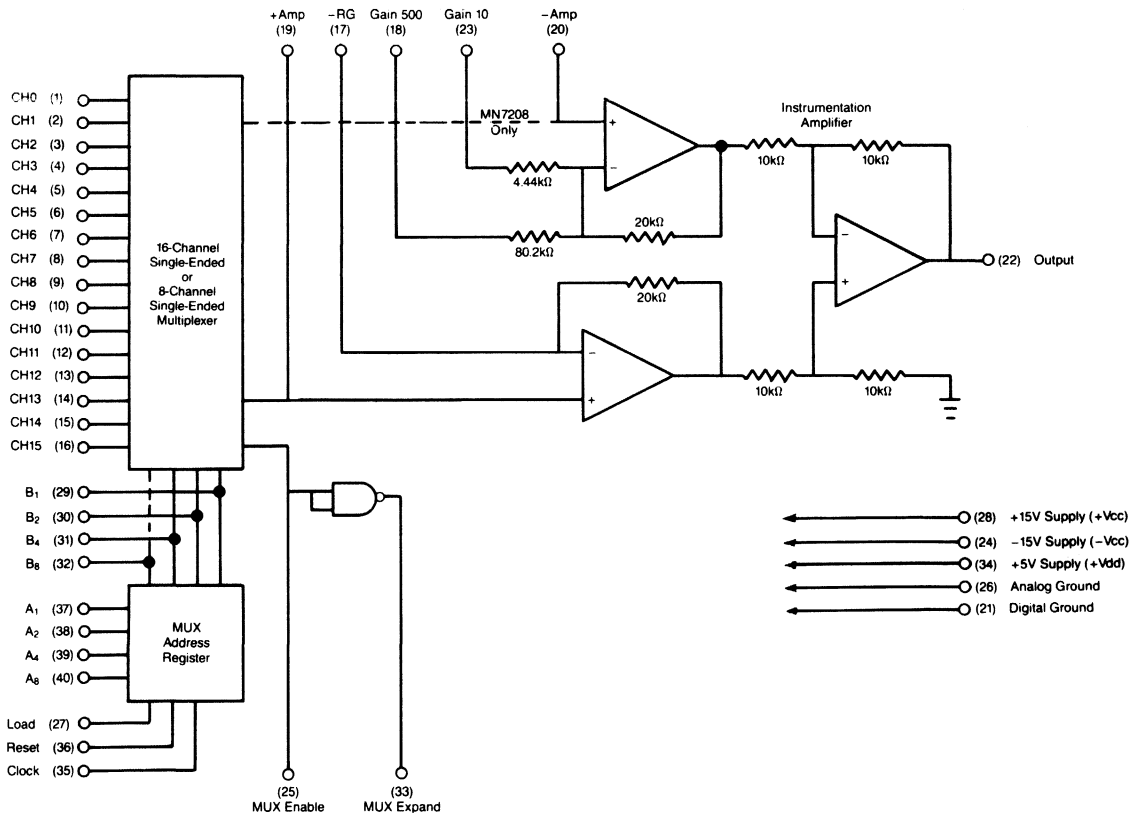 +Amp
(19)
−RG
(17)
Gain 500
(18)
Gain 10
(23)
−Amp
(20)
CH0 (1)
CH1 (2)
CH2 (3)
CH3 (4)
CH4 (5)
CH5 (6)
CH6 (7)
CH7 (8)
CH8 (9)
CH9 (10)
CH10 (11)
CH11 (12)
CH12 (13)
CH13 (14)
CH14 (15)
CH15 (16)
16-Channel
Single-Ended
or
8-Channel
Single-Ended
Multiplexer
MN7208
Only
+
−
4.44kΩ
80.2kΩ
20kΩ
20kΩ
−
+
Instrumentation
Amplifier
10kΩ
10kΩ
−
+
10kΩ
10kΩ
(22) Output
B1 (29)
B2 (30)
B4 (31)
B8 (32)
A1 (37)
A2 (38)
A4 (39)
A8 (40)
MUX
Address
Register
Load (27)
Reset (36)
Clock (35)
(25)
MUX Enable
(33)
MUX Expand
(28) +15V Supply (+Vcc)
(24) −15V Supply (−Vcc)
(34) +5V Supply (+Vdd)
(26) Analog Ground
(21) Digital Ground